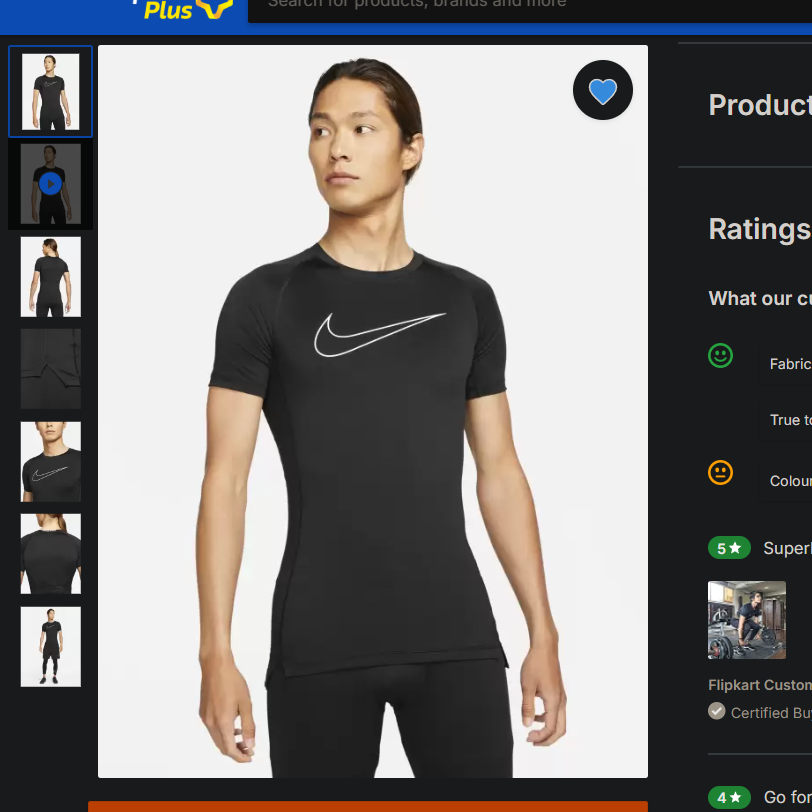 Plus
Search for products, brands and more
Product
Ratings
What our cu
Fabric
True to
Colour
5★
Superb
Flipkart Custom
Certified Bu
4★
Go for